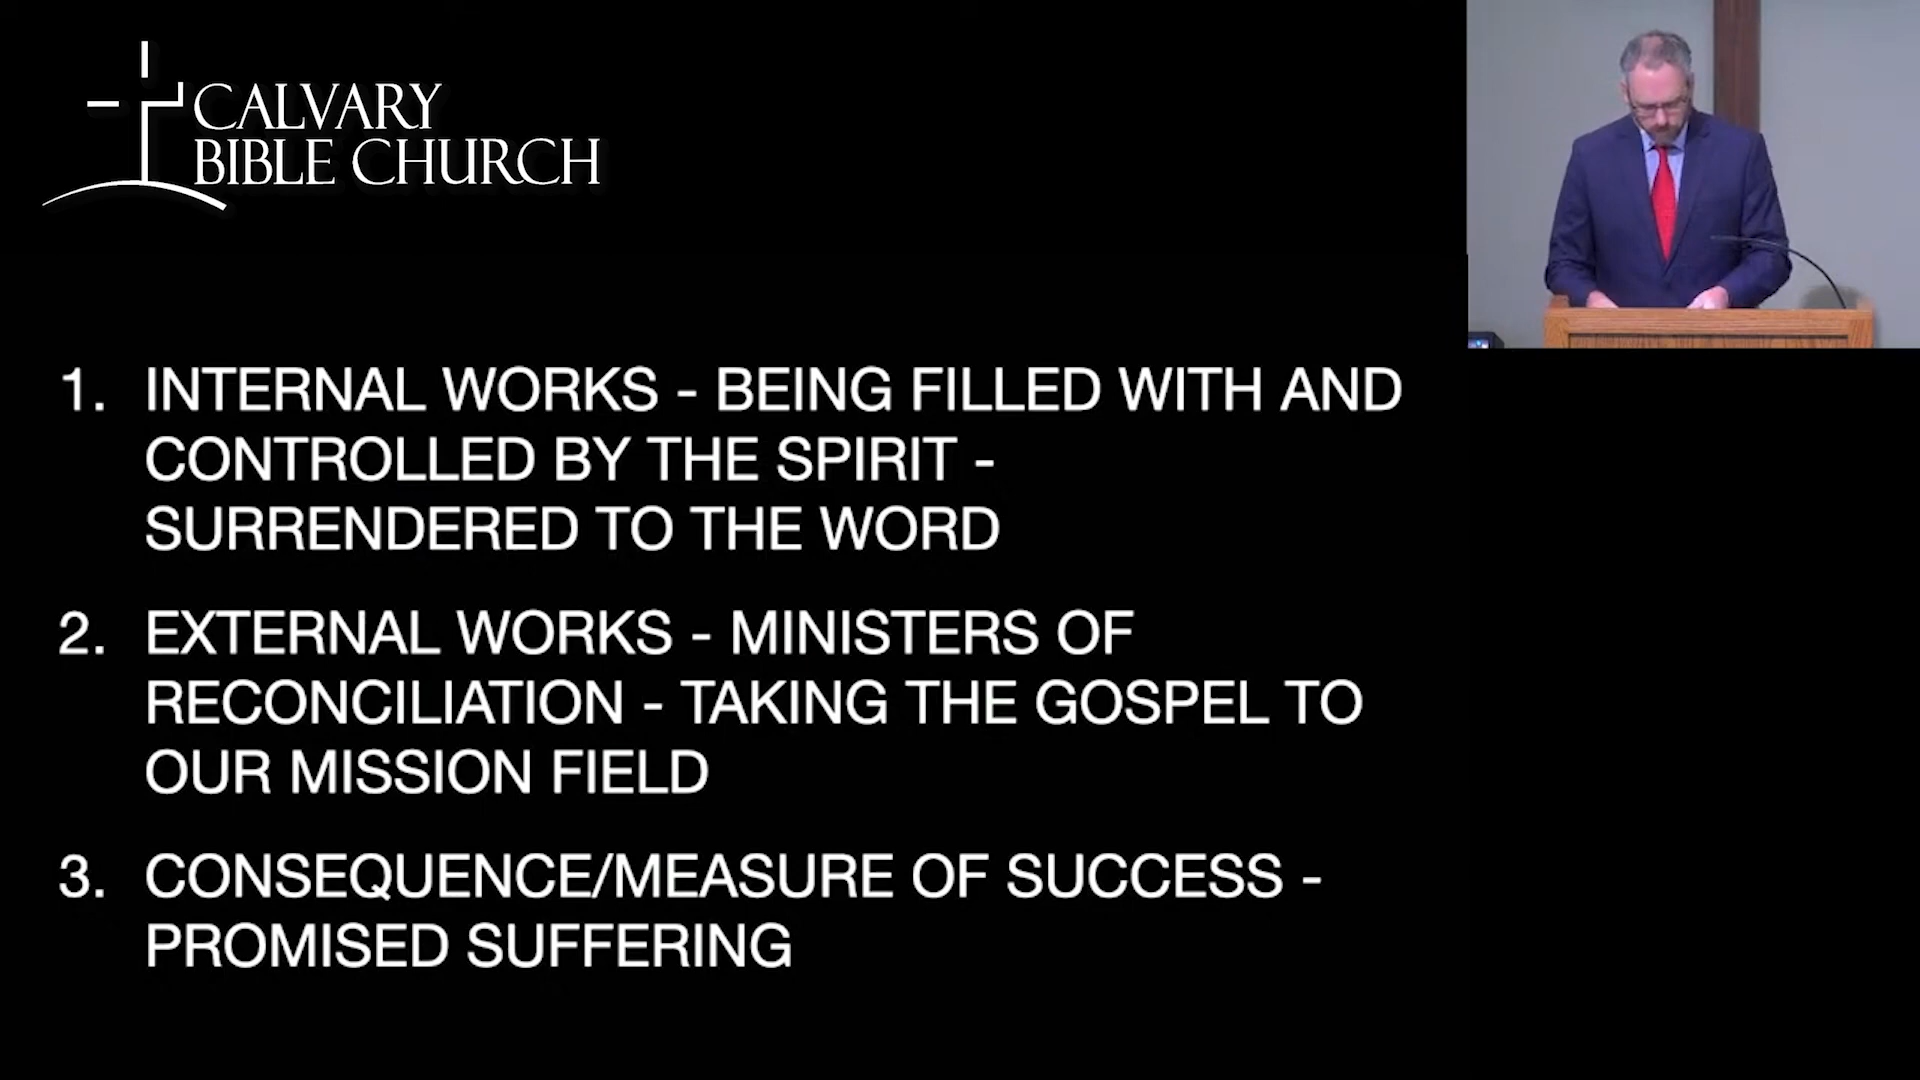 CALVARY
BIBLE CHURCH
1. INTERNAL WORKS - BEING FILLED WITH AND
CONTROLLED BY THE SPIRIT -
SURRENDERED TO THE WORD
2. EXTERNAL WORKS - MINISTERS OF
RECONCILIATION - TAKING THE GOSPEL TO
OUR MISSION FIELD
3. CONSEQUENCE/MEASURE OF SUCCESS -
PROMISED SUFFERING